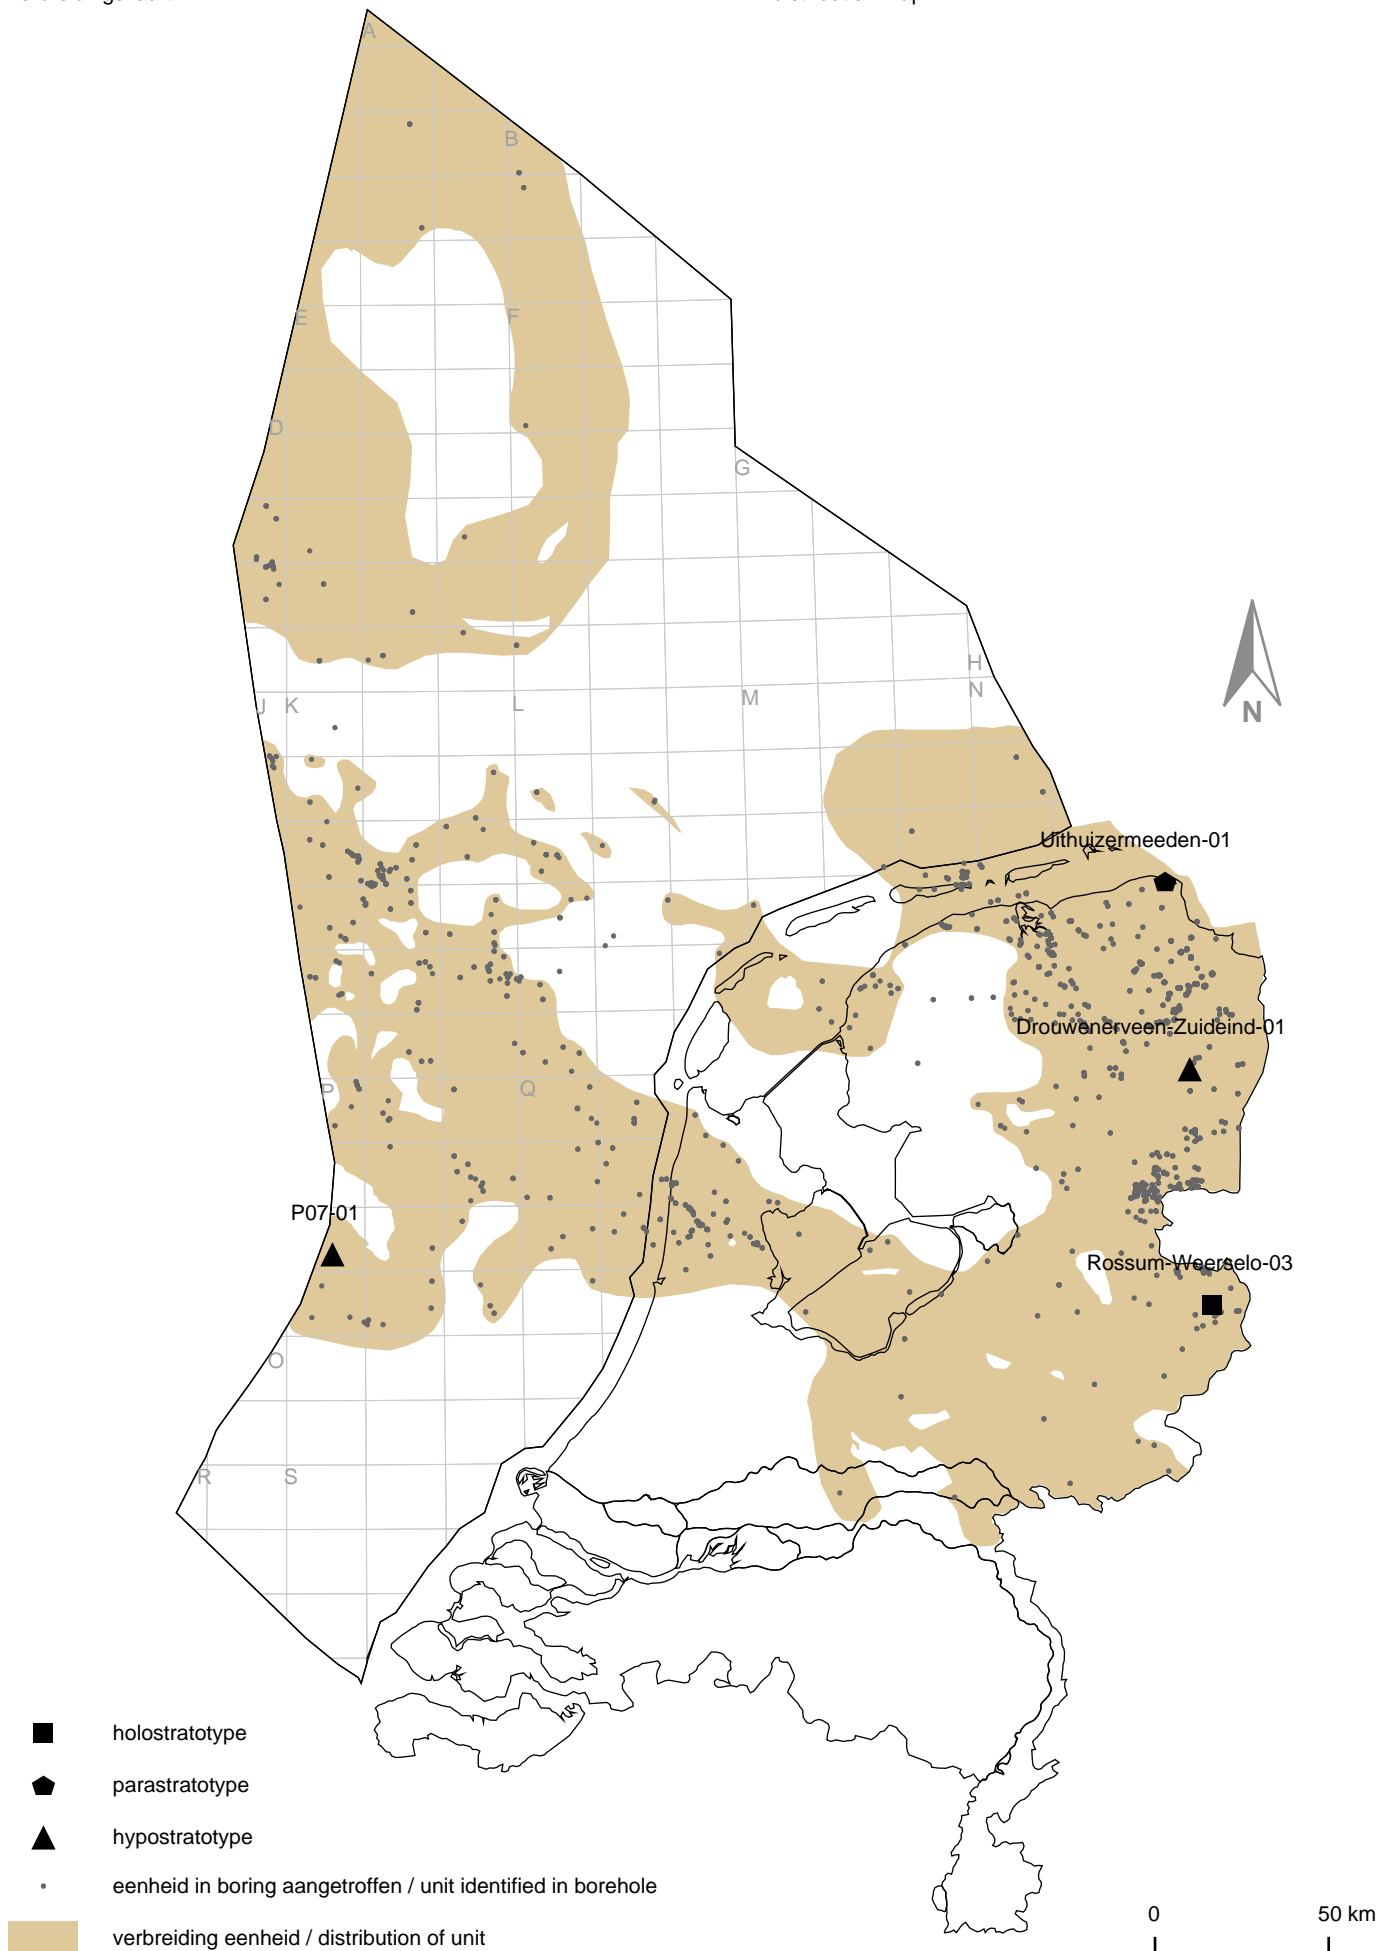 A
B
E
F
D
G
H
N
J
K
L
M
Uithuizermeeden-01
Drouwenerveen-Zuideind-01
P
Q
P07-01
Rossum-Weerselo-03
O
R
S
N
holostratotype
parastratotype
hypostratotype
eenheid in boring aangetroffen / unit identified in borehole
verbreiding eenheid / distribution of unit
0
50 km